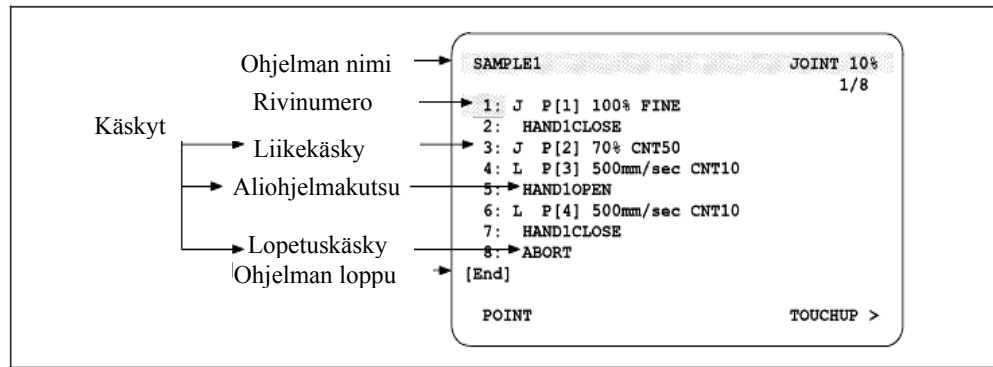 Ohjelman nimi
Rivinumero
Käskyt
Liikekäsky
Aliohjelmakutsu
Lopetuskäsky
Ohjelman loppu
SAMPLE1 JOINT 10%
1/8
1: J P[1] 100% FINE
2: HAND1CLOSE
3: J P[2] 70% CNT50
4: L P[3] 500mm/sec CNT10
5: HAND1OPEN
6: L P[4] 500mm/sec CNT10
7: HAND1CLOSE
8: ABORT
[End]
POINT TOUCHUP >